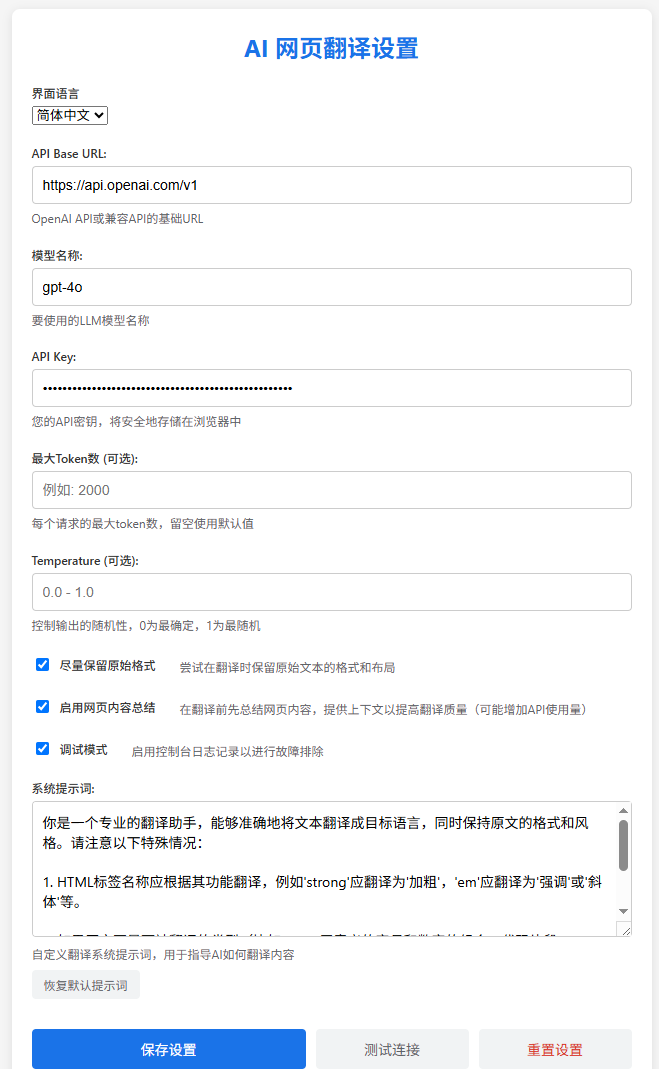 AI 网页翻译设置
界面语言
简体中文
API Base URL:
https://api.openai.com/v1
OpenAI API或兼容API的基础URL
模型名称:
gpt-4o
要使用的LLM模型名称
API Key:
••••••••••••••••••••••••••••••••••••••••••••••••••
您的API密钥，将安全地存储在浏览器中
最大Token数 (可选):
例如: 2000
每个请求的最大token数，留空使用默认值
Temperature (可选):
0.0 - 1.0
控制输出的随机性，0为最确定，1为最随机
尽量保留原始格式 尝试在翻译时保留原始文本的格式和布局
启用网页内容总结 在翻译前先总结网页内容，提供上下文以提高翻译质量（可能增加API使用量）
调试模式 启用控制台日志记录以进行故障排除
系统提示词:
你是一个专业的翻译助手，能够准确地将文本翻译成目标语言，同时保持原文的格式和风
格。请注意以下特殊情况：
1. HTML标签名称应根据其功能翻译，例如'strong'应翻译为'加粗'，'em'应翻译为'强调'或'斜
体'等。
自定义翻译系统提示词，用于指导AI如何翻译内容
恢复默认提示词
保存设置 测试连接 重置设置